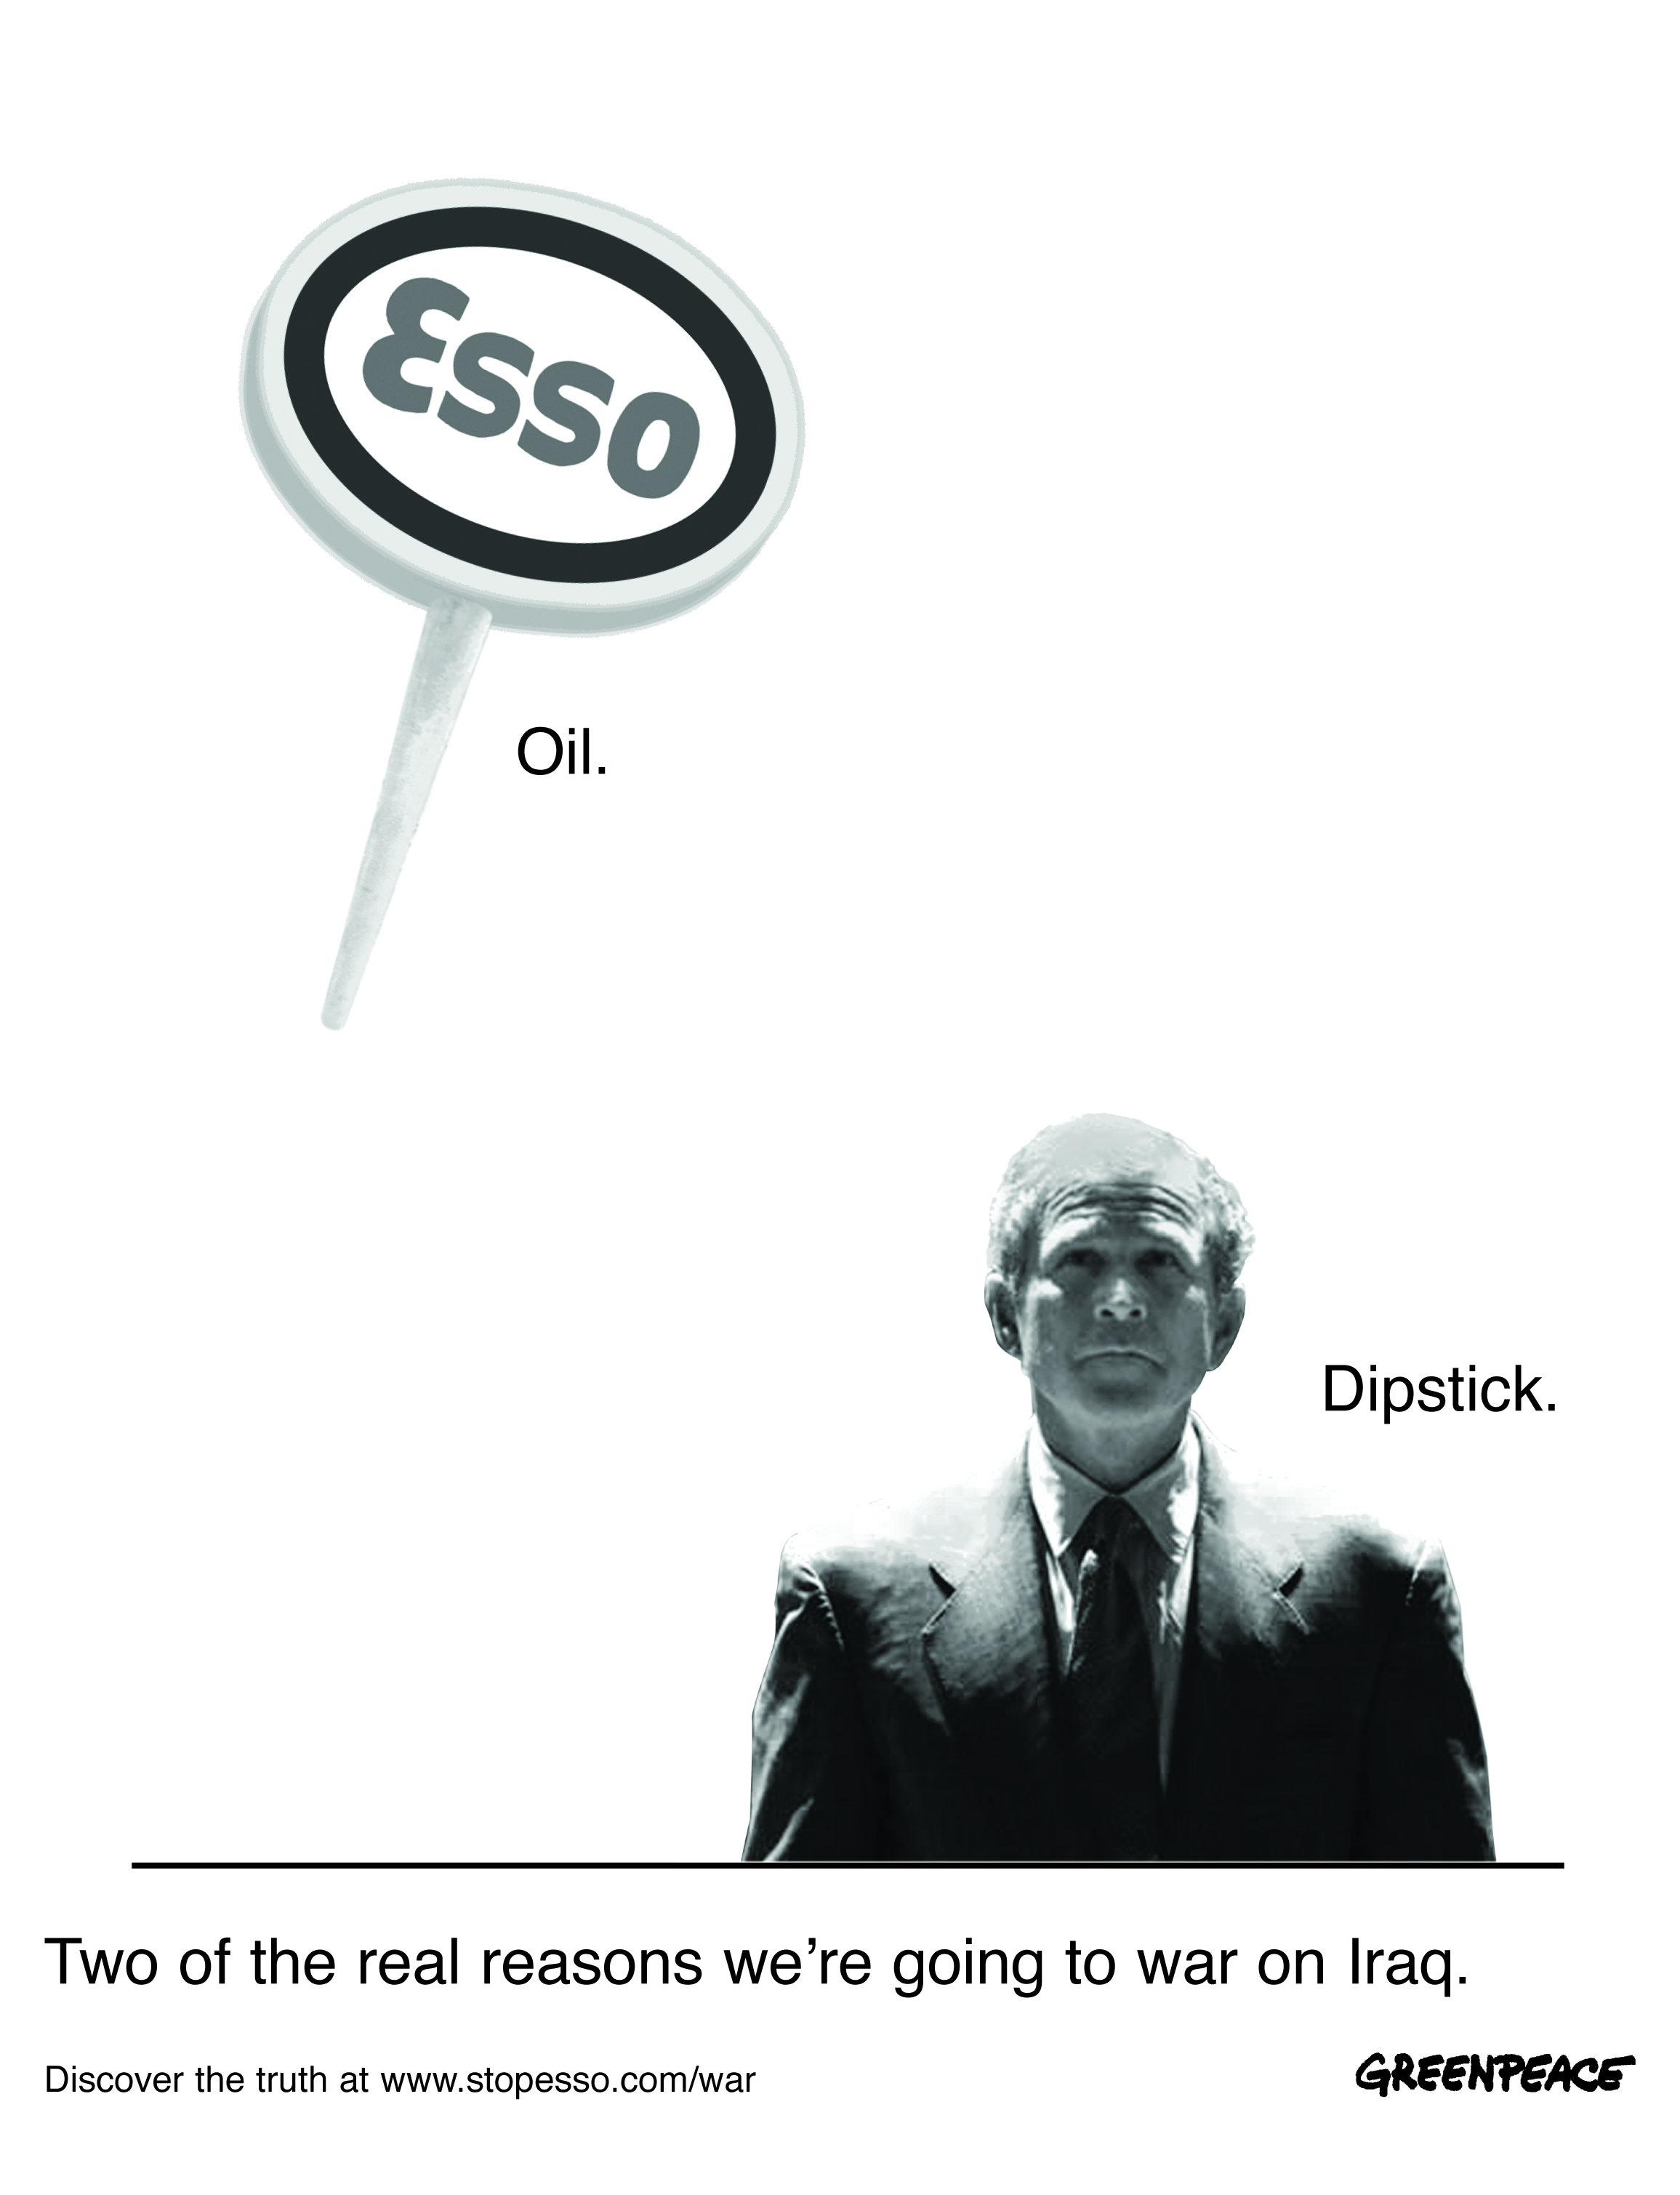 Esso
Oil.
Dipstick.
Two of the real reasons we’re going to war on Iraq.
Discover the truth at www.stopesso.com/war
GREENPEACE